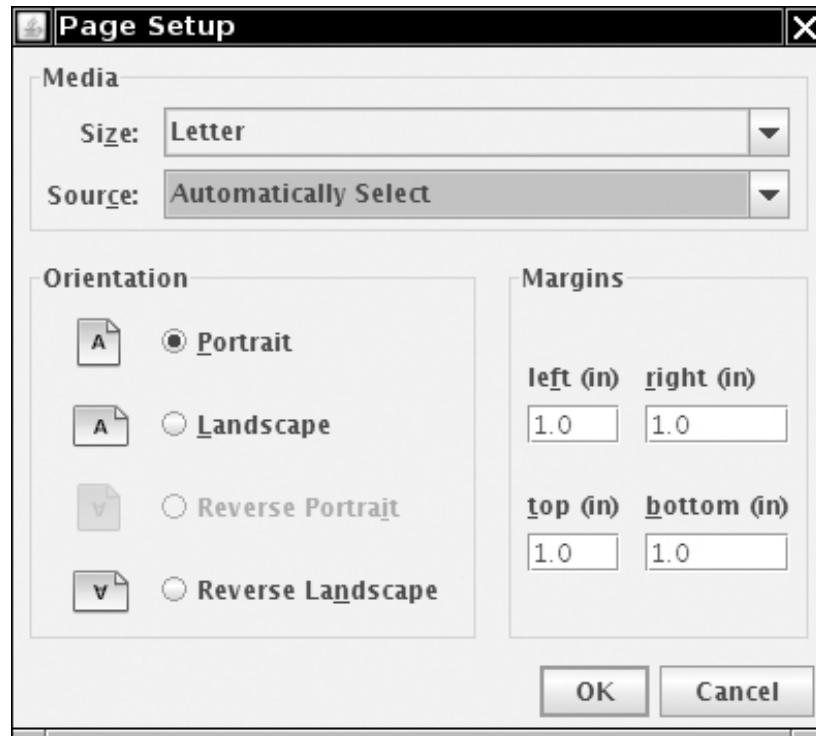 Page Setup
Media
Size: Letter
Source: Automatically Select
Orientation
A Portrait
A Landscape
A Reverse Portrait
A Reverse Landscape
Margins
left (in) right (in)
1.0 1.0
top (in) bottom (in)
1.0 1.0
OK Cancel